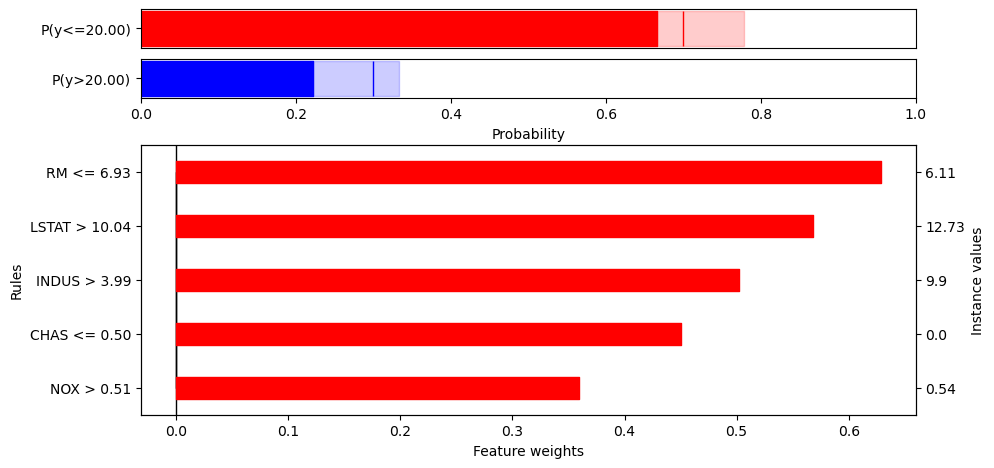 P(y<=20.00)
P(y>20.00)
0.0 0.2 0.4 0.6 0.8 1.0
Probability
RM <= 6.93 6.11
LSTAT > 10.04 12.73
INDUS > 3.99 9.9
CHAS <= 0.50 0.0
NOX > 0.51 0.54
Rules
Instance values
0.0 0.1 0.2 0.3 0.4 0.5 0.6
Feature weights